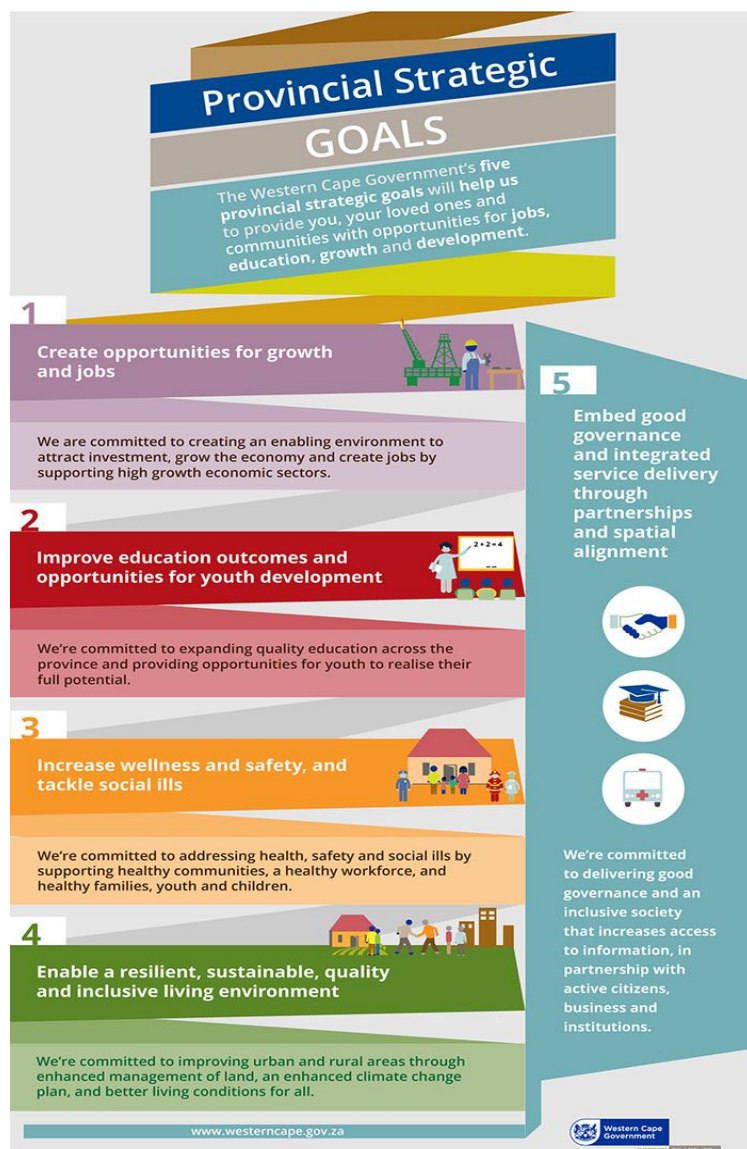 Provincial Strategic
GOALS
The Western Cape Government's five
provincial strategic goals will help us
to provide you, your loved ones and
communities with opportunities for jobs,
education, growth and development.
1
Create opportunities for growth
and jobs
We are committed to creating an enabling environment to
attract investment, grow the economy and create jobs by
supporting high growth economic sectors.
2
Improve education outcomes and
opportunities for youth development
2+2=4
We're committed to expanding quality education across the
province and providing opportunities for youth to realise their
full potential.
3
Increase wellness and safety, and
tackle social ills
We're committed to addressing health, safety and social ills by
supporting healthy communities, a healthy workforce, and
healthy families, youth and children.
4
Enable a resilient, sustainable, quality
and inclusive living environment
We're committed to improving urban and rural areas through
enhanced management of land, an enhanced climate change
plan, and better living conditions for all.
5
Embed good
governance
and integrated
service delivery
through
partnerships
and spatial
alignment
We're committed
to delivering good
governance and an
inclusive society
that increases access
to information, in
partnership with
active citizens,
business and
institutions.
www.westerncape.gov.za
Western Cape
Government